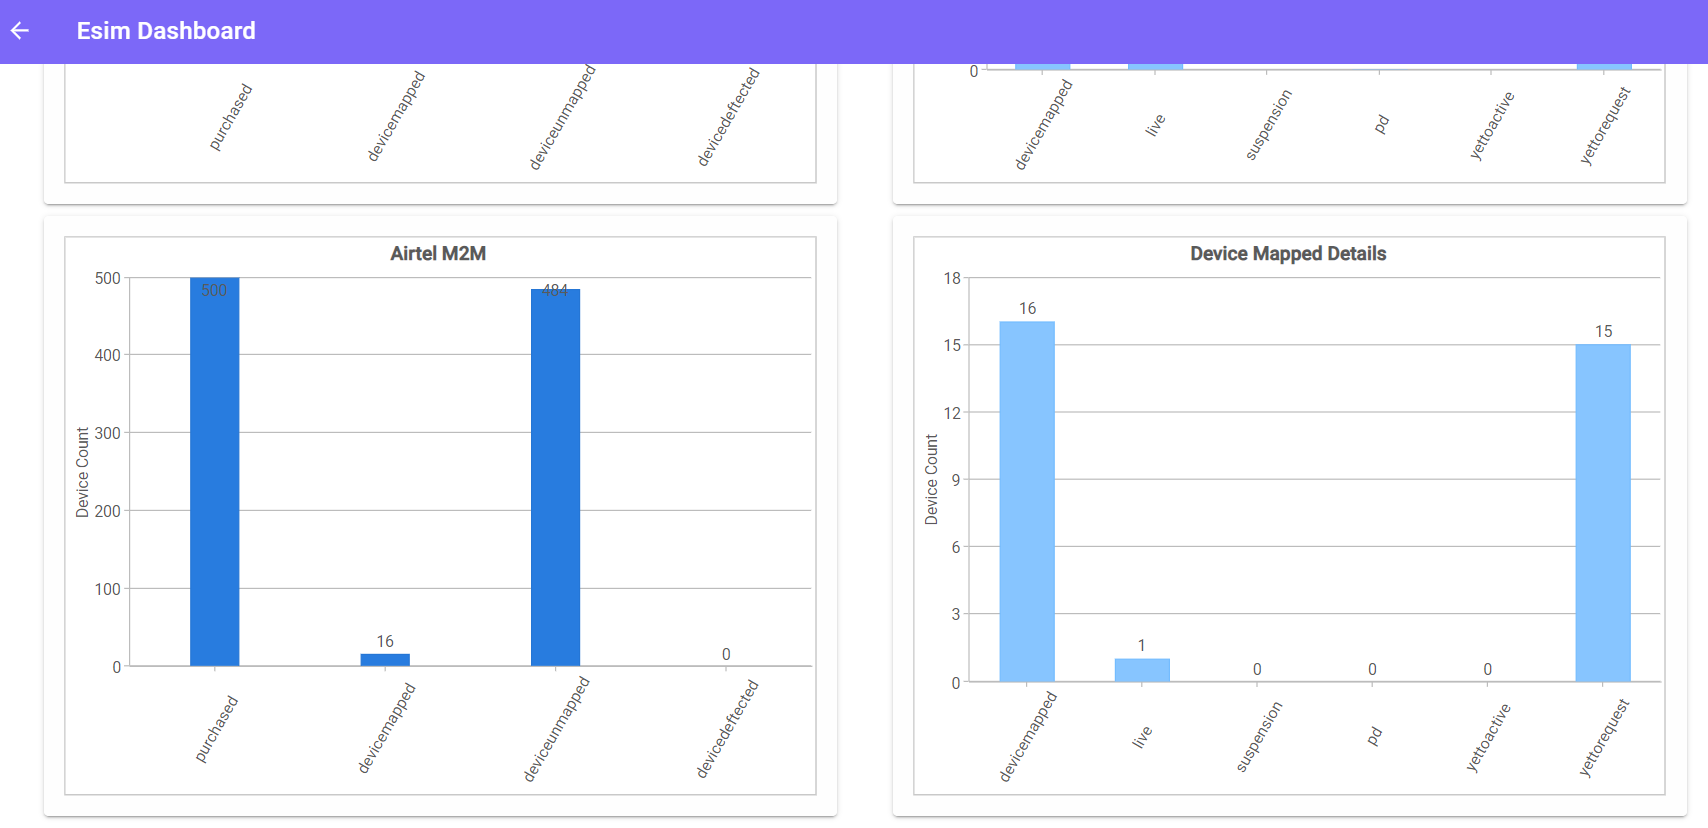 Esim Dashboard
purchased
devicemapped
deviceunmapped
devicedeftected
0
devicemapped
live
suspension
pd
yettoactive
yettorequest
Airtel M2M
Device Count
500
400
300
200
100
0
500
16
484
0
purchased
devicemapped
deviceunmapped
devicedeftected
Device Mapped Details
Device Count
18
15
12
9
6
3
0
16
1
0
0
0
15
devicemapped
live
suspension
pd
yettoactive
yettorequest